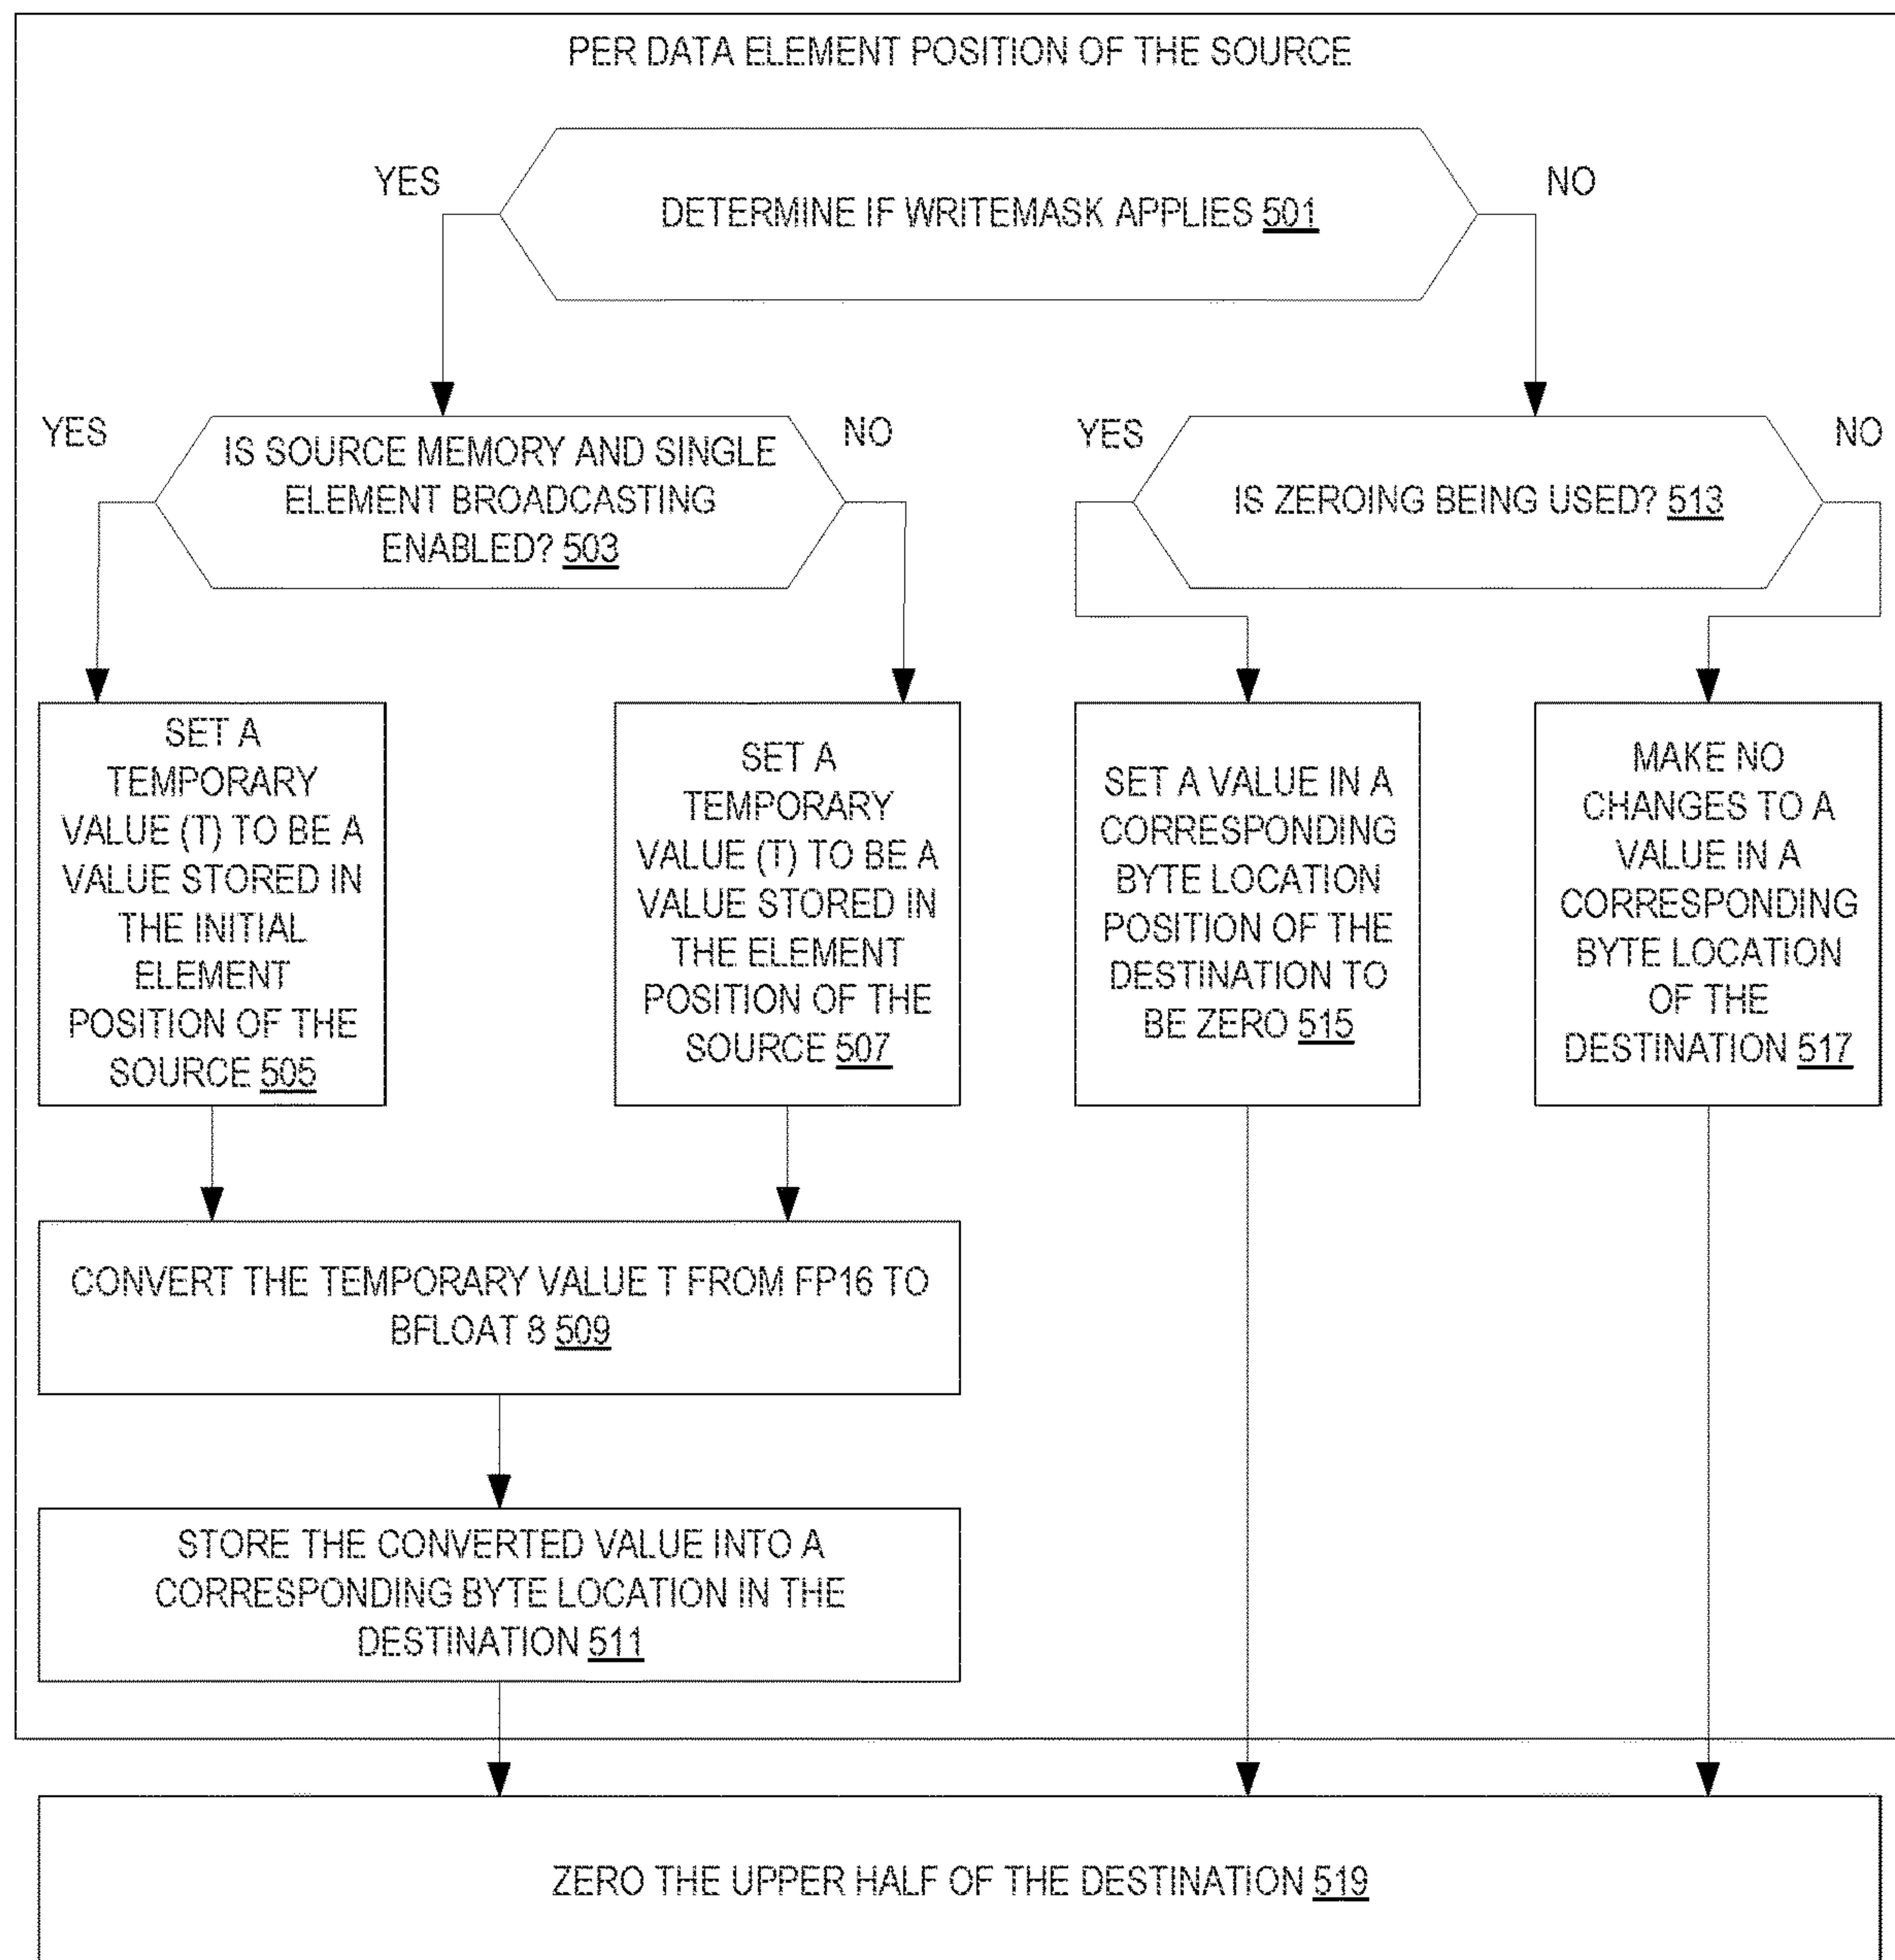 PER DATA ELEMENT POSITION OF THE SOURCE
YES
NO
DETERMINE IF WRITEMASK APPLIES 501
YES
IS SOURCE MEMORY AND SINGLE
ELEMENT BROADCASTING
ENABLED? 503
NO
YES
IS ZEROING BEING USED? 513
NO
SET A
TEMPORARY
VALUE (T) TO BE A
VALUE STORED IN
THE INITIAL
ELEMENT
POSITION OF THE
SOURCE 505
SET A
TEMPORARY
VALUE (T) TO BE A
VALUE STORED IN
THE ELEMENT
POSITION OF THE
SOURCE 507
SET A VALUE IN A
CORRESPONDING
BYTE LOCATION
POSITION OF THE
DESTINATION TO
BE ZERO 515
MAKE NO
CHANGES TO A
VALUE IN A
CORRESPONDING
BYTE LOCATION
OF THE
DESTINATION 517
CONVERT THE TEMPORARY VALUE T FROM FP16 TO
BFLOAT 8 509
STORE THE CONVERTED VALUE INTO A
CORRESPONDING BYTE LOCATION IN THE
DESTINATION 511
ZERO THE UPPER HALF OF THE DESTINATION 519